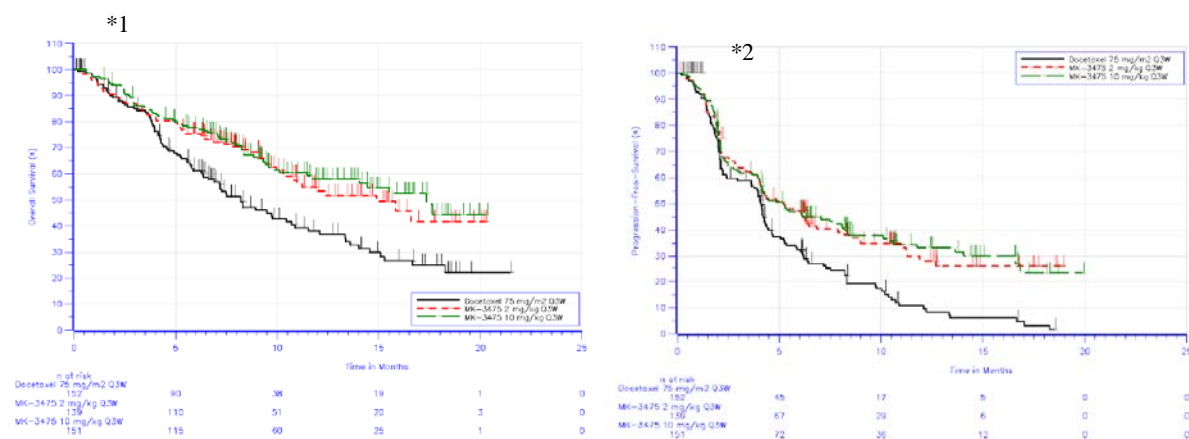 *1
110
100
90
80
70
60
50
40
30
20
10
0
Overall Survival (%)
Docetaxel 75 mg/m2 Q3W
MK-3475 2 mg/kg Q3W
MK-3475 10 mg/kg Q3W
0 5 10 15 20 25
Time in Months
n at risk
Docetaxel 75 mg/m2 Q3W
152 90 38 19 1 0
MK-3475 2 mg/kg Q3W
139 110 51 20 3 0
MK-3475 10 mg/kg Q3W
151 115 60 25 1 0
*2
110
100
90
80
70
60
50
40
30
20
10
0
Progression-Free-Survival (%)
Docetaxel 75 mg/m2 Q3W
MK-3475 2 mg/kg Q3W
MK-3475 10 mg/kg Q3W
0 5 10 15 20 25
Time in Months
n at risk
Docetaxel 75 mg/m2 Q3W
152 45 17 5 0 0
MK-3475 2 mg/kg Q3W
139 67 29 6 0 0
MK-3475 10 mg/kg Q3W
151 72 36 12 0 0